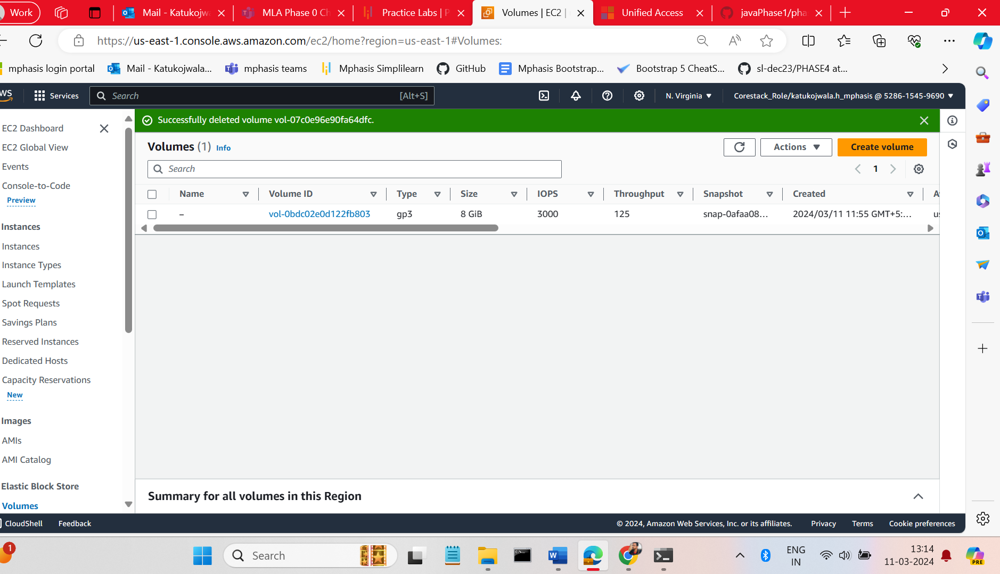 Work
Mail - Katukojwa
MLA Phase 0 Ch
Practice Labs | P
Volumes | EC2 |
Unified Access
javaPhase1/pha
https://us-east-1.console.aws.amazon.com/ec2/home?region=us-east-1#Volumes:
mphasis login portal
Mail - Katukojwala...
mphasis teams
Mphasis Simplilearn
GitHub
Mphasis Bootstrap...
Bootstrap 5 CheatS...
sl-dec23/PHASE4 at...
Services
Search
[Alt+S]
N. Virginia
Corestack_Role/katukojwala.h_mphasis @ 5286-1545-9690
EC2 Dashboard
EC2 Global View
Events
Console-to-Code
Preview
Instances
Instances
Instance Types
Launch Templates
Spot Requests
Savings Plans
Reserved Instances
Dedicated Hosts
Capacity Reservations
New
Images
AMIs
AMI Catalog
Elastic Block Store
Volumes
Successfully deleted volume vol-07c0e96e90fa64dfc.
Volumes (1) Info
Actions
Create volume
Search
1
Name Volume ID Type Size IOPS Throughput Snapshot Created A
– vol-0bdc02e0d122fb803 gp3 8 GiB 3000 125 snap-0afaa08... 2024/03/11 11:55 GMT+5:...
Summary for all volumes in this Region
CloudShell
Feedback
© 2024, Amazon Web Services, Inc. or its affiliates.
Privacy
Terms
Cookie preferences
1
Search
ENG
IN
13:14
11-03-2024
PRE